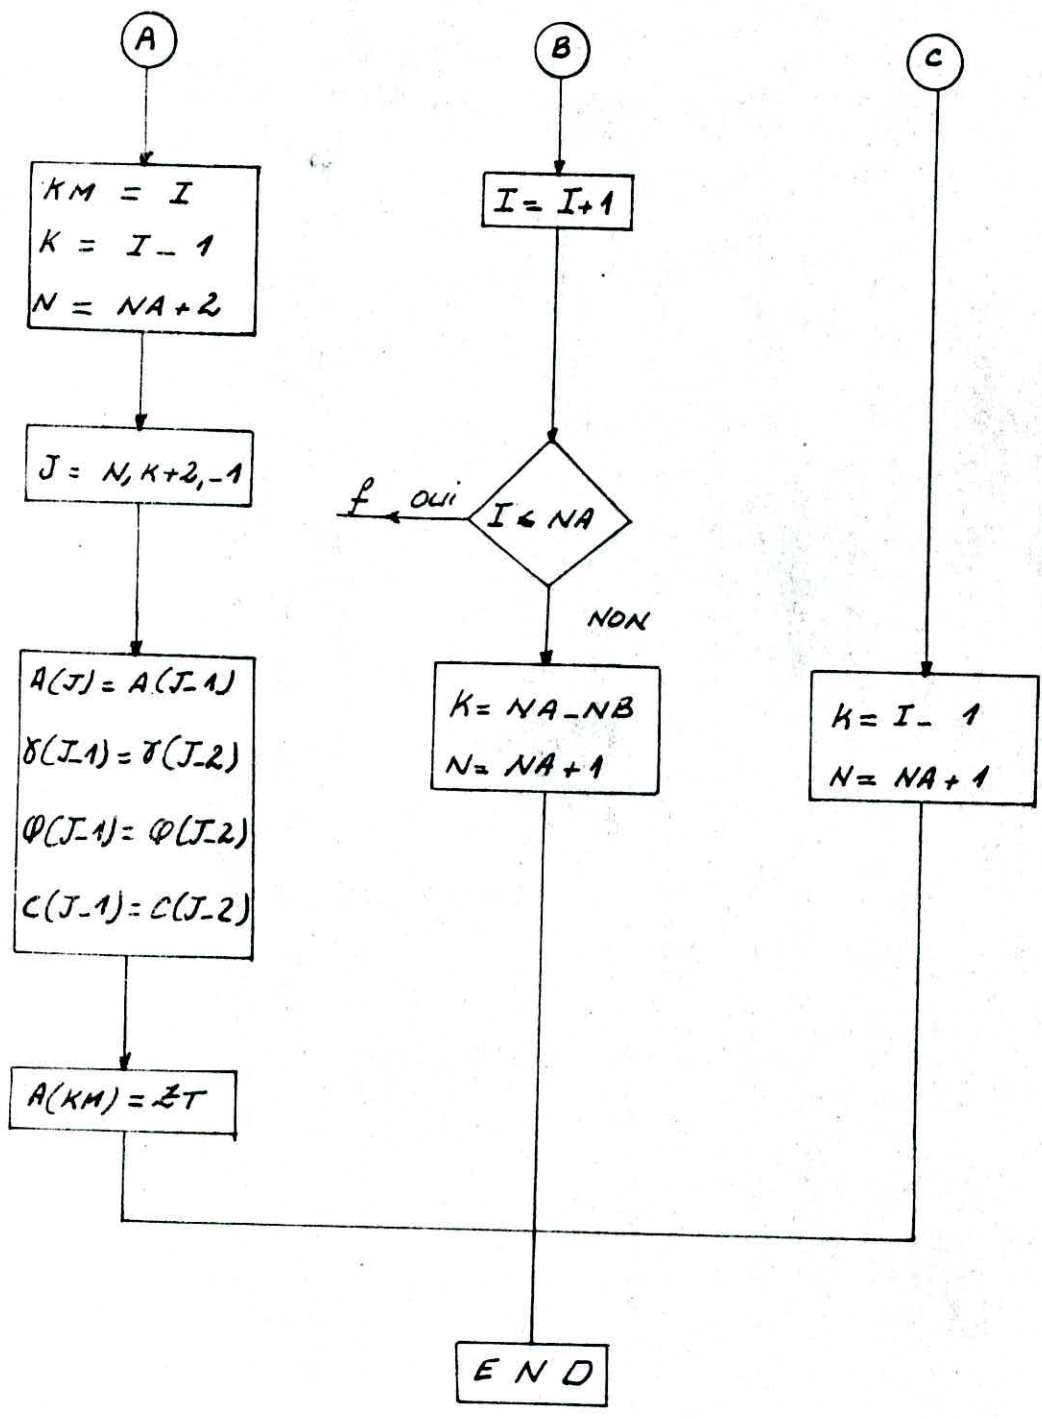 A
KM = I
K = I - 1
N = NA + 2
J = N, K+2, -1
A(J) = A(J-1)
γ(J-1) = γ(J-2)
φ(J-1) = φ(J-2)
C(J-1) = C(J-2)
A(KM) = ZT
B
I = I+1
I ≤ NA
f oui
NON
K = NA - NB
N = NA + 1
C
K = I - 1
N = NA + 1
E N D